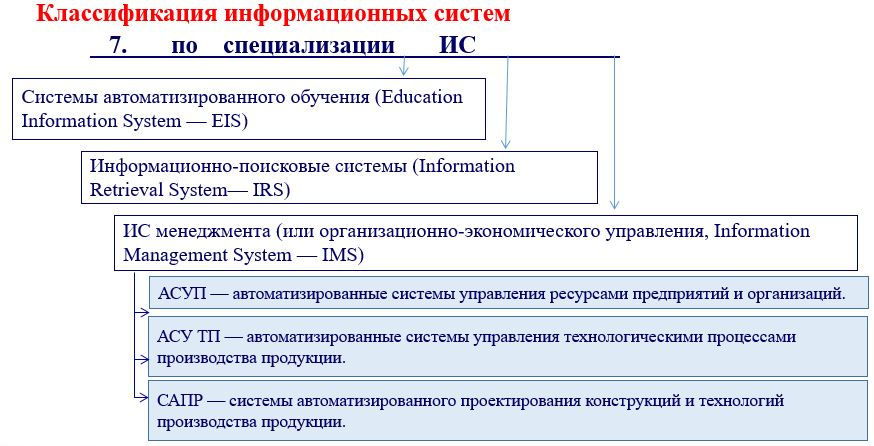 Классификация информационных систем
7. по специализации ИС
Системы автоматизированного обучения (Education
Information System — EIS)
Информационно-поисковые системы (Information
Retrieval System— IRS)
ИС менеджмента (или организационно-экономического управления, Information
Management System — IMS)
АСУП — автоматизированные системы управления ресурсами предприятий и организаций.
АСУ ТП — автоматизированные системы управления технологическими процессами
производства продукции.
САПР — системы автоматизированного проектирования конструкций и технологий
производства продукции.